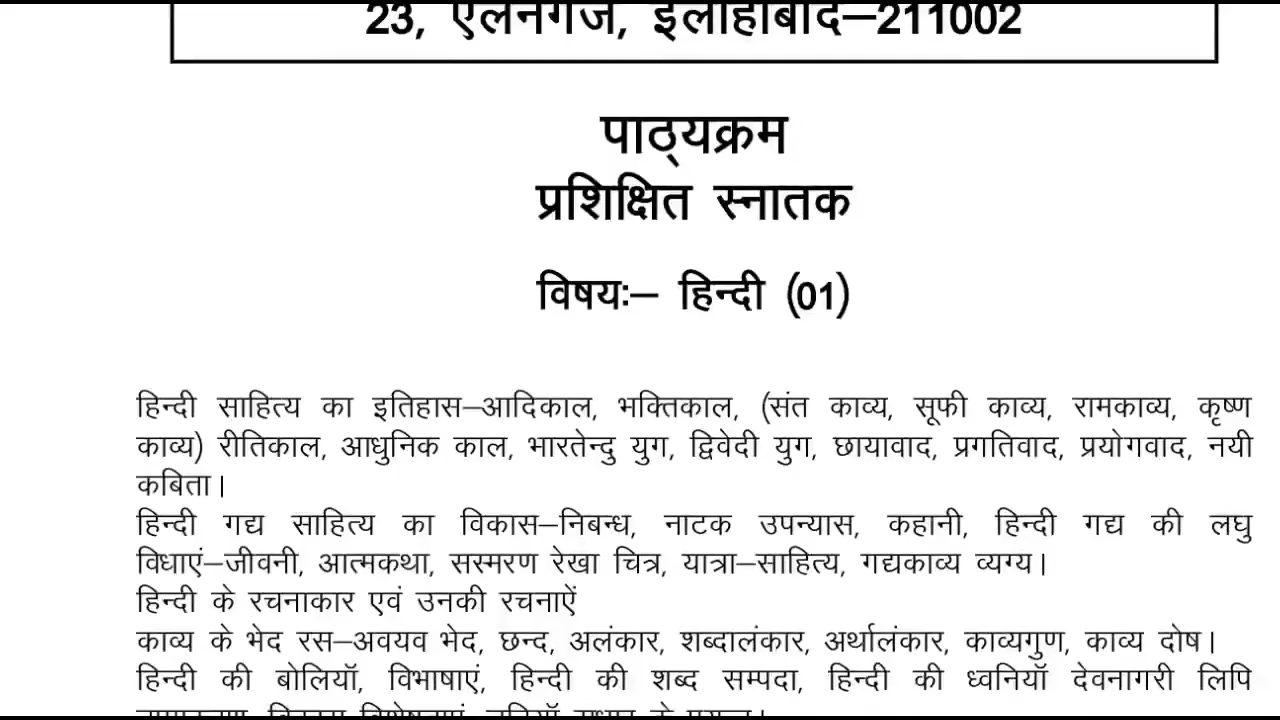 23, एलनगंज, इलाहाबाद–211002
पाठ्यक्रम
प्रशिक्षित स्नातक
विषयः– हिन्दी (01)
हिन्दी साहित्य का इतिहास–आदिकाल, भक्तिकाल, (संत काव्य, सूफी काव्य, रामकाव्य, कृष्ण
काव्य) रीतिकाल, आधुनिक काल, भारतेन्दु युग, द्विवेदी युग, छायावाद, प्रगतिवाद, प्रयोगवाद, नयी
कबिता।
हिन्दी गद्य साहित्य का विकास–निबन्ध, नाटक उपन्यास, कहानी, हिन्दी गद्य की लघु
विधाएं–जीवनी, आत्मकथा, सस्मरण रेखा चित्र, यात्रा–साहित्य, गद्यकाव्य व्यग्य।
हिन्दी के रचनाकार एवं उनकी रचनाऐं
काव्य के भेद रस–अवयव भेद, छन्द, अलंकार, शब्दालंकार, अर्थालंकार, काव्यगुण, काव्य दोष।
हिन्दी की बोलियॉ, विभाषाएं, हिन्दी की शब्द सम्पदा, हिन्दी की ध्वनियॉ देवनागरी लिपि